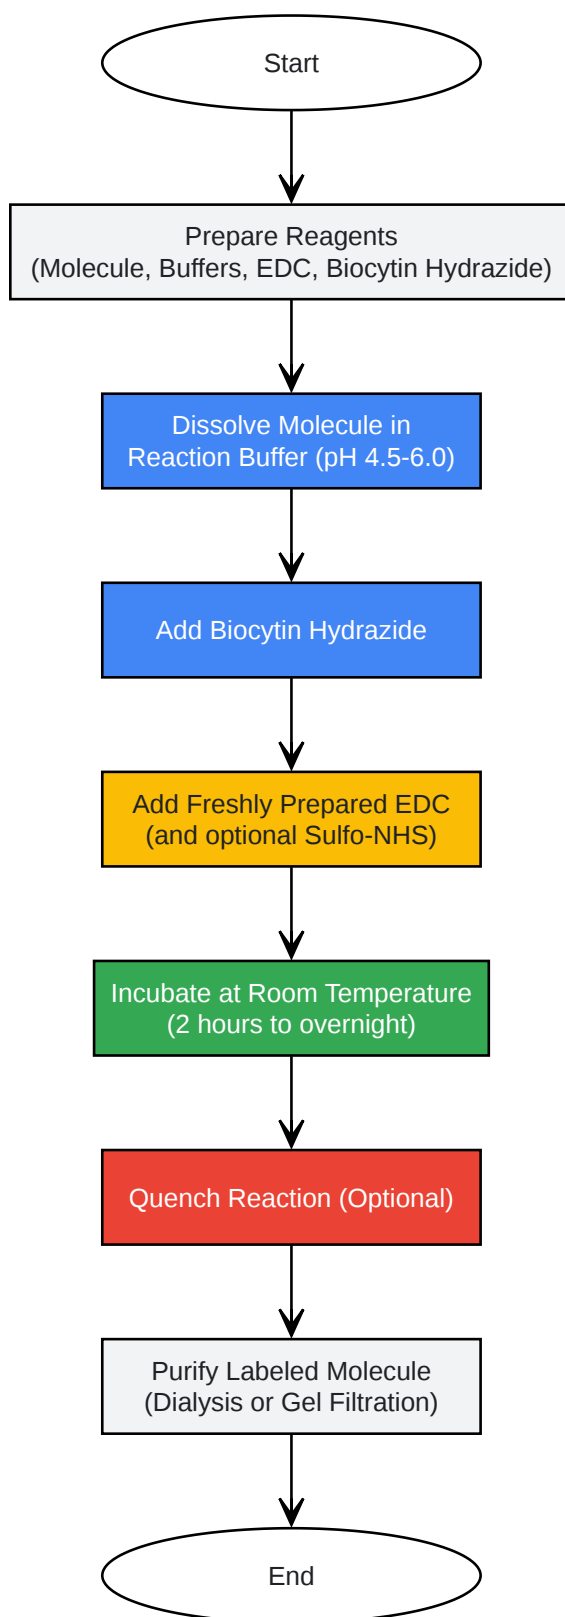 Start
Prepare Reagents
(Molecule, Buffers, EDC, Biocytin Hydrazide)
Dissolve Molecule in
Reaction Buffer (pH 4.5-6.0)
Add Biocytin Hydrazide
Add Freshly Prepared EDC
(and optional Sulfo-NHS)
Incubate at Room Temperature
(2 hours to overnight)
Quench Reaction (Optional)
Purify Labeled Molecule
(Dialysis or Gel Filtration)
End